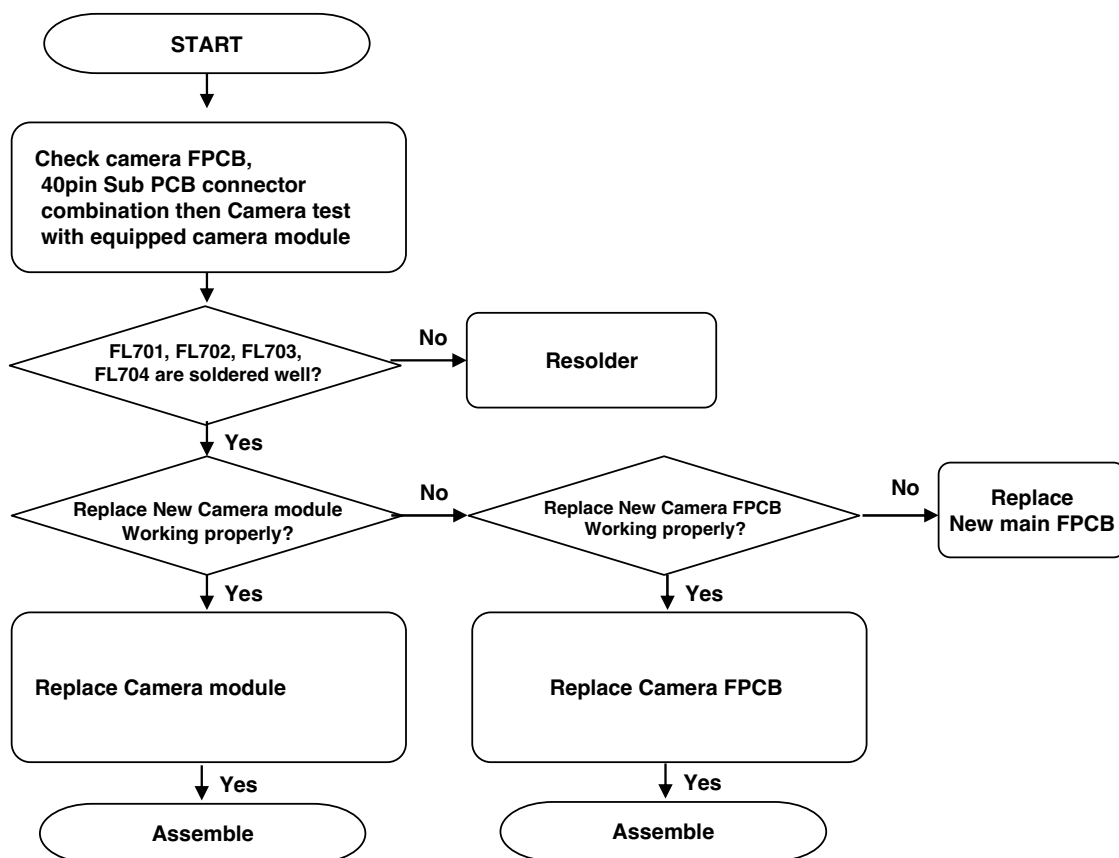 START
Check camera FPCB,
40pin Sub PCB connector
combination then Camera test
with equipped camera module
FL701, FL702, FL703,
FL704 are soldered well?
No
Resolder
Yes
Replace New Camera module
Working properly?
No
Replace New Camera FPCB
Working properly?
No
Replace
New main FPCB
Yes
Yes
Replace Camera module
Replace Camera FPCB
Yes
Yes
Assemble
Assemble